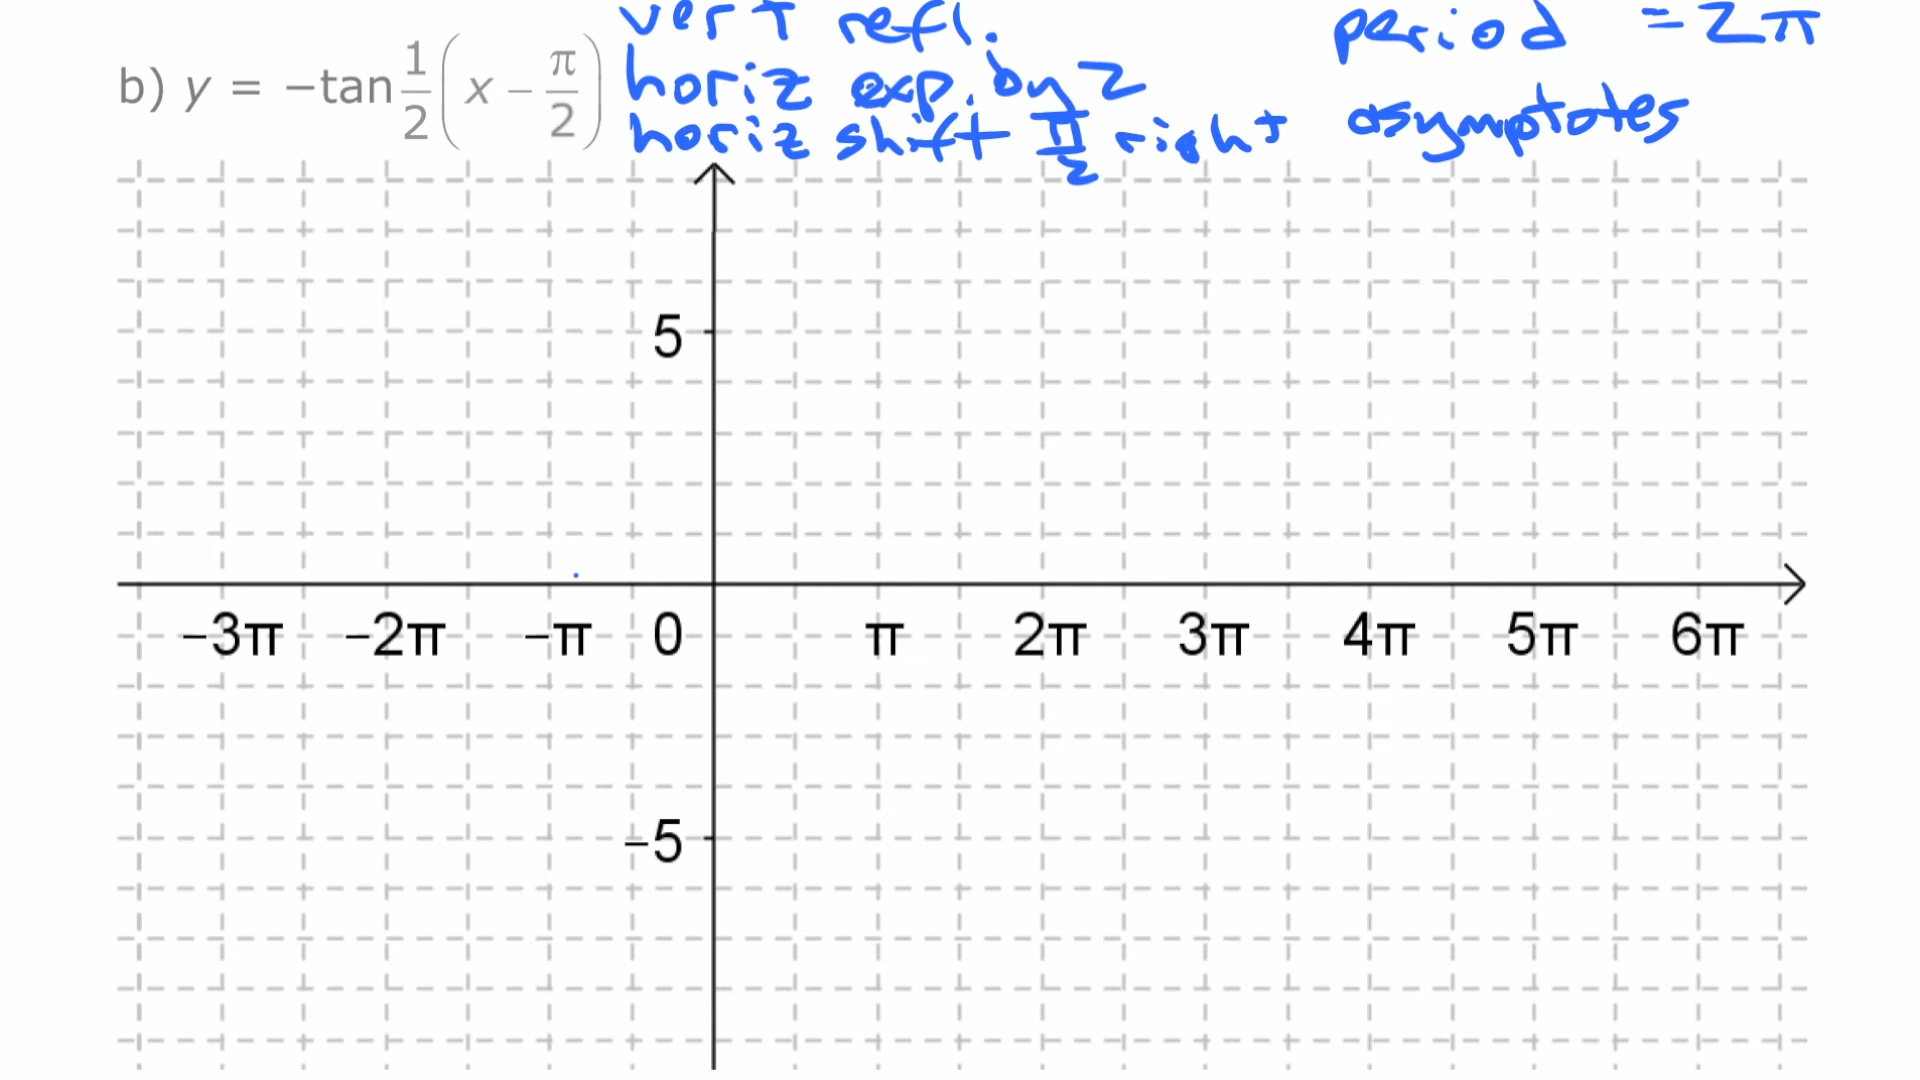 vert refl.
period = 2π
b) y = −tan 1/2 (x − π/2)
horiz exp. by 2
horiz shift π/2 right
asymptotes
5
−3π −2π −π 0 π 2π 3π 4π 5π 6π
−5